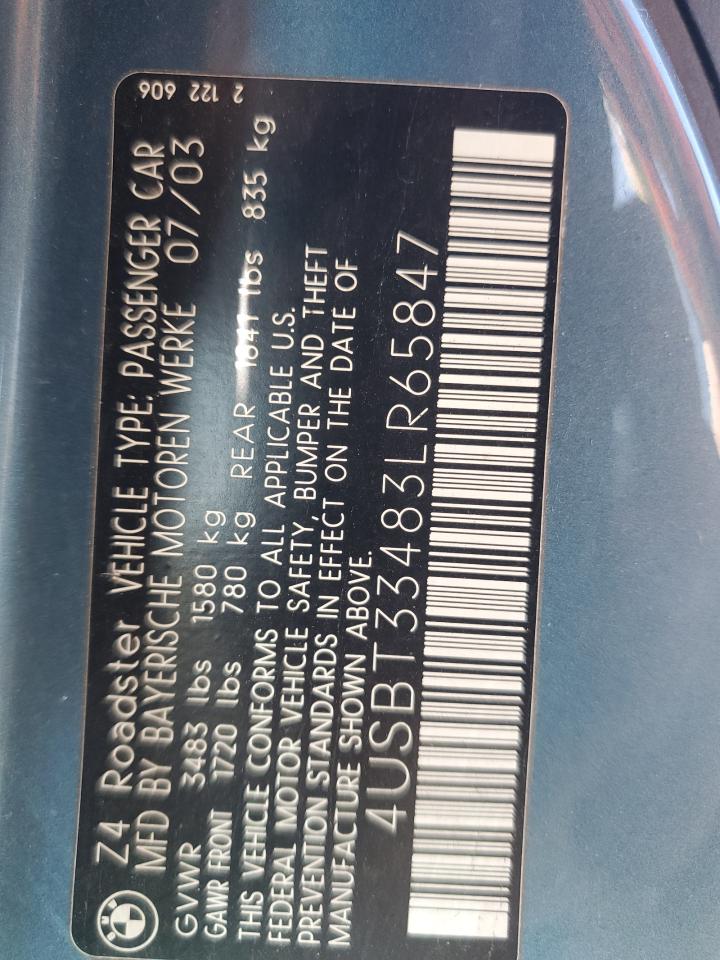 Z4 Roadster VEHICLE TYPE: PASSENGER CAR
MFD BY BAYERISCHE MOTOREN WERKE 07/03
GVWR 3483 lbs 1580 kg
GAWR FRONT 1720 lbs 780 kg REAR 1841 lbs 835 kg
THIS VEHICLE CONFORMS TO ALL APPLICABLE U.S.
FEDERAL MOTOR VEHICLE SAFETY, BUMPER AND THEFT
PREVENTION STANDARDS IN EFFECT ON THE DATE OF
MANUFACTURE SHOWN ABOVE.
4USBT33483LR65847
2 122 606
BMW